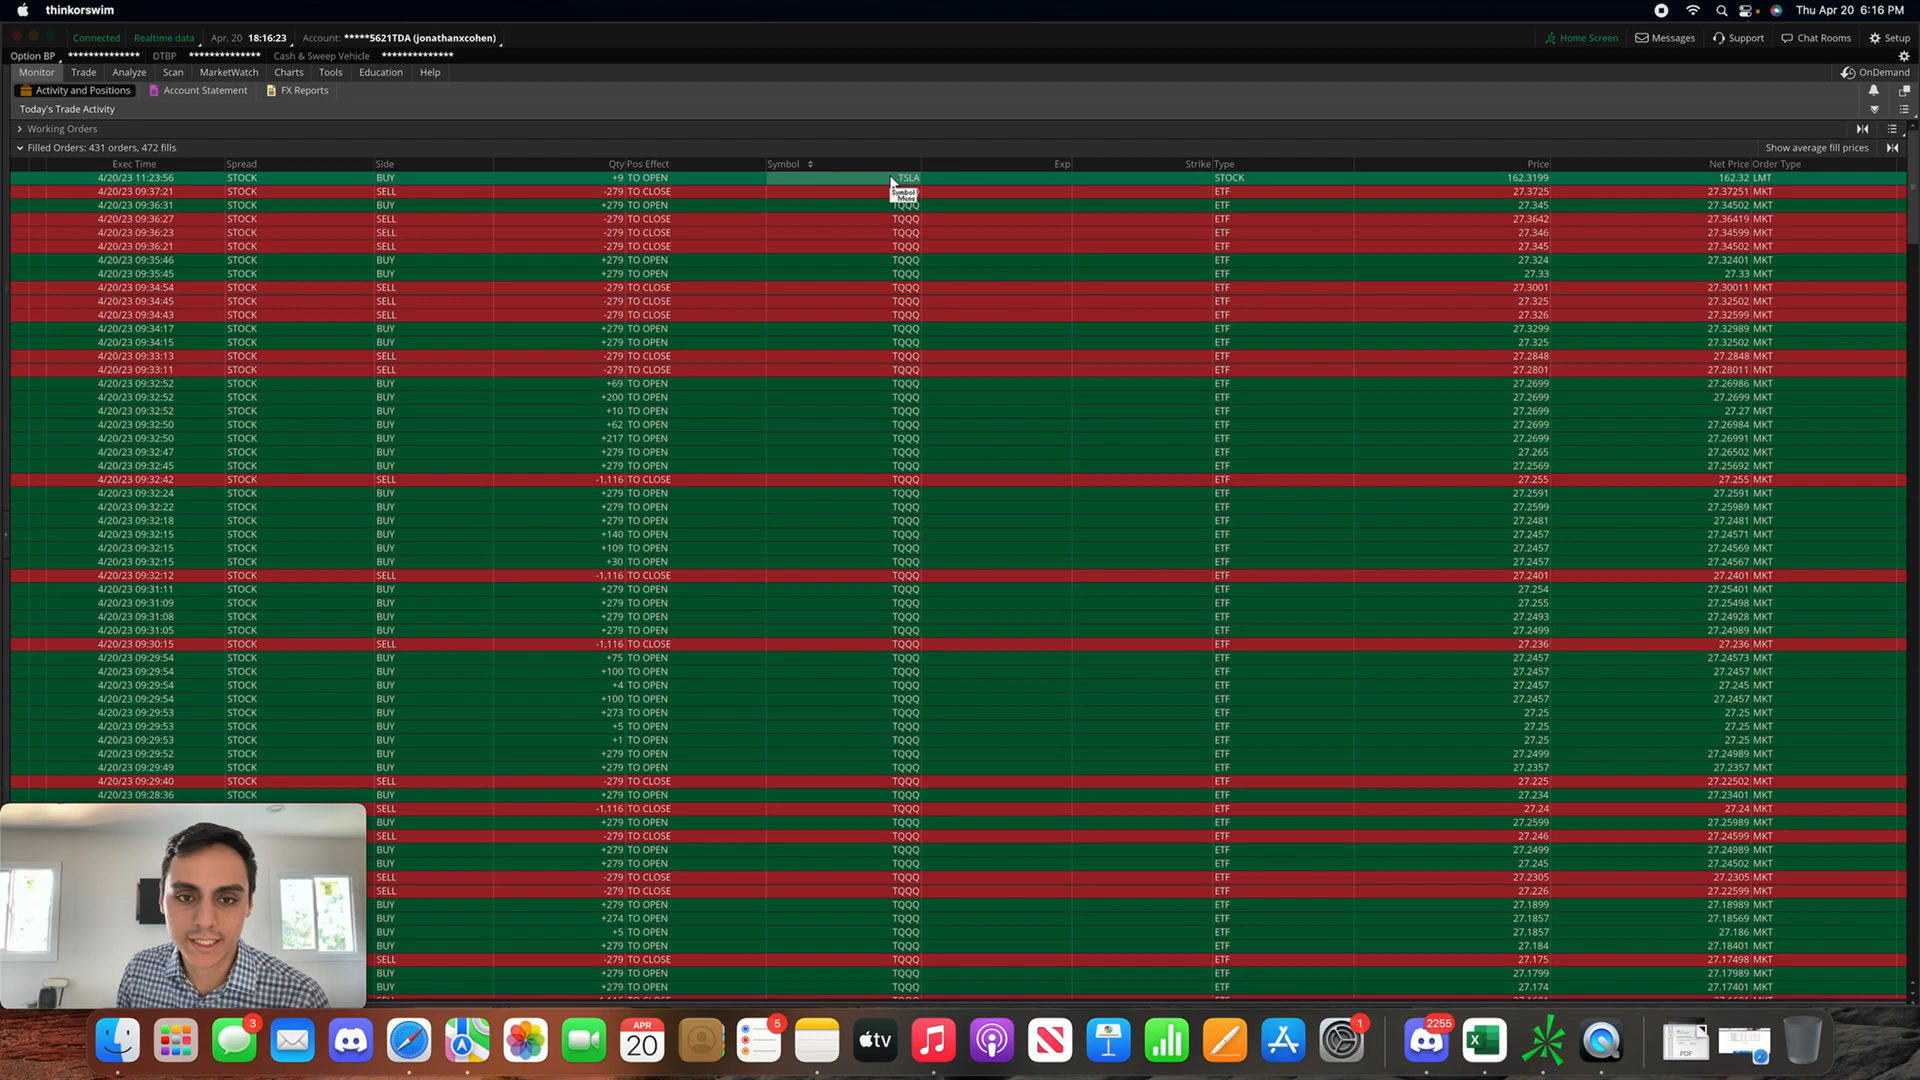 thinkorswim Thu Apr 20 6:16 PM
Connected Realtime data Apr, 20 18:16:23 Account: *****5621TDA (jonathanxcohen) Home Screen Messages Support Chat Rooms Setup
Option BP ************** DTBP ************** Cash & Sweep Vehicle **************
Monitor Trade Analyze Scan MarketWatch Charts Tools Education Help OnDemand
Activity and Positions Account Statement FX Reports
Today's Trade Activity
Working Orders
Filled Orders: 431 orders, 472 fills Show average fill prices
Exec Time Spread Side Qty Pos Effect Symbol Exp Strike Type Price Net Price Order Type
4/20/23 11:23:56 STOCK BUY +9 TO OPEN TSLA STOCK 162.3199 162.32 LMT
4/20/23 09:37:21 STOCK SELL -279 TO CLOSE Symbol ETF 27.3725 27.37251 MKT
Menu
4/20/23 09:36:31 STOCK BUY +279 TO OPEN TQQQ ETF 27.345 27.34502 MKT
4/20/23 09:36:27 STOCK SELL -279 TO CLOSE TQQQ ETF 27.3642 27.36419 MKT
4/20/23 09:36:23 STOCK SELL -279 TO CLOSE TQQQ ETF 27.346 27.34599 MKT
4/20/23 09:36:21 STOCK SELL -279 TO CLOSE TQQQ ETF 27.345 27.34502 MKT
4/20/23 09:35:46 STOCK BUY +279 TO OPEN TQQQ ETF 27.324 27.32401 MKT
4/20/23 09:35:45 STOCK BUY +279 TO OPEN TQQQ ETF 27.33 27.33 MKT
4/20/23 09:34:54 STOCK SELL -279 TO CLOSE TQQQ ETF 27.3001 27.30011 MKT
4/20/23 09:34:45 STOCK SELL -279 TO CLOSE TQQQ ETF 27.325 27.32502 MKT
4/20/23 09:34:43 STOCK SELL -279 TO CLOSE TQQQ ETF 27.326 27.32599 MKT
4/20/23 09:34:17 STOCK BUY +279 TO OPEN TQQQ ETF 27.3299 27.32989 MKT
4/20/23 09:34:15 STOCK BUY +279 TO OPEN TQQQ ETF 27.325 27.32502 MKT
4/20/23 09:33:13 STOCK SELL -279 TO CLOSE TQQQ ETF 27.2848 27.2848 MKT
4/20/23 09:33:11 STOCK SELL -279 TO CLOSE TQQQ ETF 27.2801 27.28011 MKT
4/20/23 09:32:52 STOCK BUY +69 TO OPEN TQQQ ETF 27.2699 27.26986 MKT
4/20/23 09:32:52 STOCK BUY +200 TO OPEN TQQQ ETF 27.2699 27.2699 MKT
4/20/23 09:32:52 STOCK BUY +10 TO OPEN TQQQ ETF 27.2699 27.27 MKT
4/20/23 09:32:50 STOCK BUY +62 TO OPEN TQQQ ETF 27.2699 27.26984 MKT
4/20/23 09:32:50 STOCK BUY +217 TO OPEN TQQQ ETF 27.2699 27.26991 MKT
4/20/23 09:32:47 STOCK BUY +279 TO OPEN TQQQ ETF 27.265 27.26502 MKT
4/20/23 09:32:45 STOCK BUY +279 TO OPEN TQQQ ETF 27.2569 27.25692 MKT
4/20/23 09:32:42 STOCK SELL -1,116 TO CLOSE TQQQ ETF 27.255 27.255 MKT
4/20/23 09:32:24 STOCK BUY +279 TO OPEN TQQQ ETF 27.2591 27.2591 MKT
4/20/23 09:32:22 STOCK BUY +279 TO OPEN TQQQ ETF 27.2599 27.25989 MKT
4/20/23 09:32:18 STOCK BUY +279 TO OPEN TQQQ ETF 27.2481 27.2481 MKT
4/20/23 09:32:15 STOCK BUY +140 TO OPEN TQQQ ETF 27.2457 27.24571 MKT
4/20/23 09:32:15 STOCK BUY +109 TO OPEN TQQQ ETF 27.2457 27.24569 MKT
4/20/23 09:32:15 STOCK BUY +30 TO OPEN TQQQ ETF 27.2457 27.24567 MKT
4/20/23 09:32:12 STOCK SELL -1,116 TO CLOSE TQQQ ETF 27.2401 27.2401 MKT
4/20/23 09:31:11 STOCK BUY +279 TO OPEN TQQQ ETF 27.254 27.25401 MKT
4/20/23 09:31:09 STOCK BUY +279 TO OPEN TQQQ ETF 27.255 27.25498 MKT
4/20/23 09:31:08 STOCK BUY +279 TO OPEN TQQQ ETF 27.2493 27.24928 MKT
4/20/23 09:31:05 STOCK BUY +279 TO OPEN TQQQ ETF 27.2499 27.24989 MKT
4/20/23 09:30:15 STOCK SELL -1,116 TO CLOSE TQQQ ETF 27.236 27.236 MKT
4/20/23 09:29:54 STOCK BUY +75 TO OPEN TQQQ ETF 27.2457 27.24573 MKT
4/20/23 09:29:54 STOCK BUY +100 TO OPEN TQQQ ETF 27.2457 27.2457 MKT
4/20/23 09:29:54 STOCK BUY +4 TO OPEN TQQQ ETF 27.2457 27.245 MKT
4/20/23 09:29:54 STOCK BUY +100 TO OPEN TQQQ ETF 27.2457 27.2457 MKT
4/20/23 09:29:53 STOCK BUY +273 TO OPEN TQQQ ETF 27.25 27.25 MKT
4/20/23 09:29:53 STOCK BUY +5 TO OPEN TQQQ ETF 27.25 27.25 MKT
4/20/23 09:29:53 STOCK BUY +1 TO OPEN TQQQ ETF 27.25 27.25 MKT
4/20/23 09:29:52 STOCK BUY +279 TO OPEN TQQQ ETF 27.2499 27.24989 MKT
4/20/23 09:29:49 STOCK BUY +279 TO OPEN TQQQ ETF 27.2357 27.2357 MKT
4/20/23 09:29:40 STOCK SELL -279 TO CLOSE TQQQ ETF 27.225 27.22502 MKT
4/20/23 09:28:36 STOCK BUY +279 TO OPEN TQQQ ETF 27.234 27.23401 MKT
SELL -1,116 TO CLOSE TQQQ ETF 27.24 27.24 MKT
BUY +279 TO OPEN TQQQ ETF 27.2599 27.25989 MKT
SELL -279 TO CLOSE TQQQ ETF 27.246 27.24599 MKT
BUY +279 TO OPEN TQQQ ETF 27.2499 27.24989 MKT
BUY +279 TO OPEN TQQQ ETF 27.245 27.24502 MKT
SELL -279 TO CLOSE TQQQ ETF 27.2305 27.2305 MKT
SELL -279 TO CLOSE TQQQ ETF 27.226 27.22599 MKT
BUY +279 TO OPEN TQQQ ETF 27.1899 27.18989 MKT
BUY +274 TO OPEN TQQQ ETF 27.1857 27.18569 MKT
BUY +5 TO OPEN TQQQ ETF 27.1857 27.186 MKT
BUY +279 TO OPEN TQQQ ETF 27.184 27.18401 MKT
SELL -279 TO CLOSE TQQQ ETF 27.175 27.17498 MKT
BUY +279 TO OPEN TQQQ ETF 27.1799 27.17989 MKT
BUY +279 TO OPEN TQQQ ETF 27.174 27.17401 MKT
3 APR 20 5 tv 1 2255 PDF